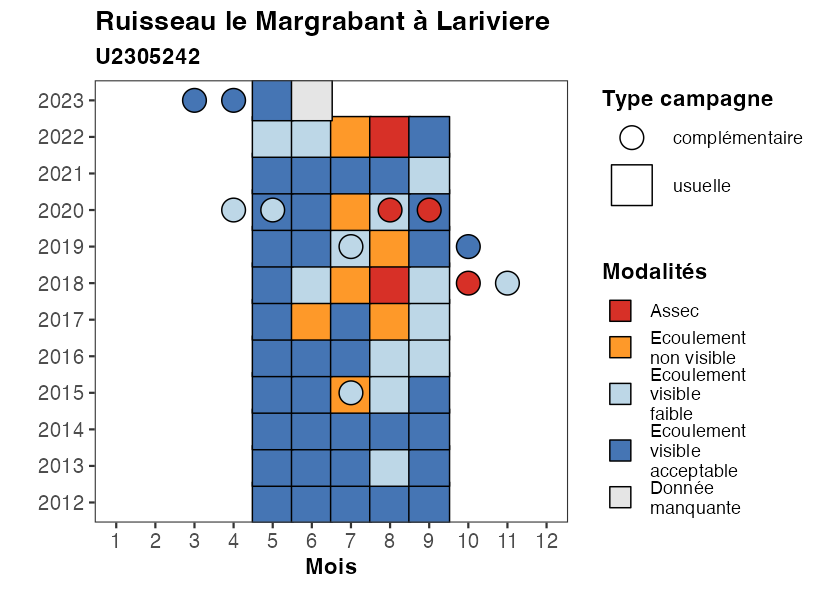 Ruisseau le Margrabant à Lariviere
U2305242
2023
2022
2021
2020
2019
2018
2017
2016
2015
2014
2013
2012
1 2 3 4 5 6 7 8 9 10 11 12
Mois
Type campagne
complémentaire
usuelle
Modalités
Assec
Ecoulement
non visible
Ecoulement
visible
faible
Ecoulement
visible
acceptable
Donnée
manquante